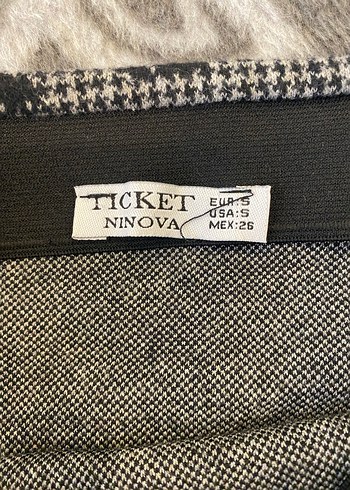 TICKET
NINOVA
EUR:S
USA:S
MEX:26